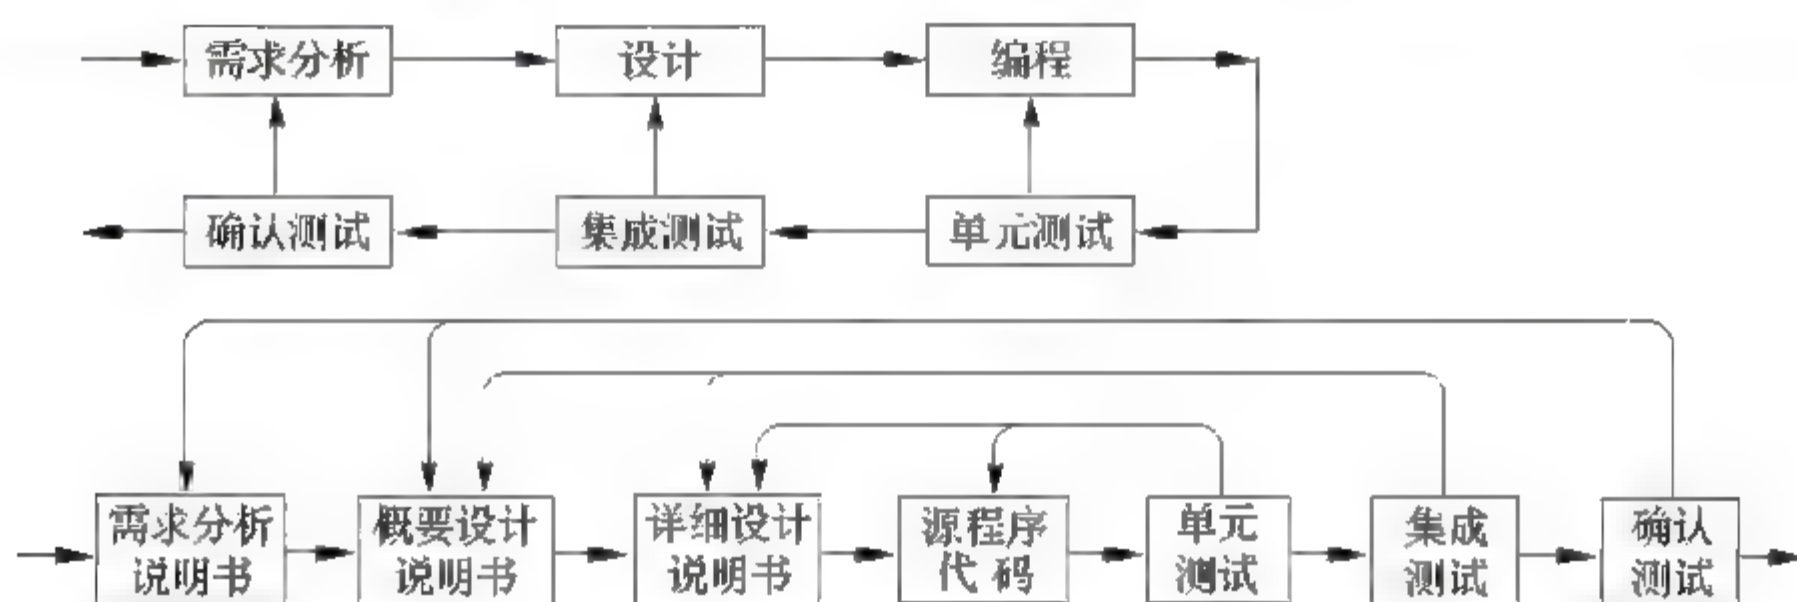 需求分析
设计
编程
确认测试
集成测试
单元测试
需求分析
说明书
概要设计
说明书
详细设计
说明书
源程序
代码
单元
测试
集成
测试
确认
测试